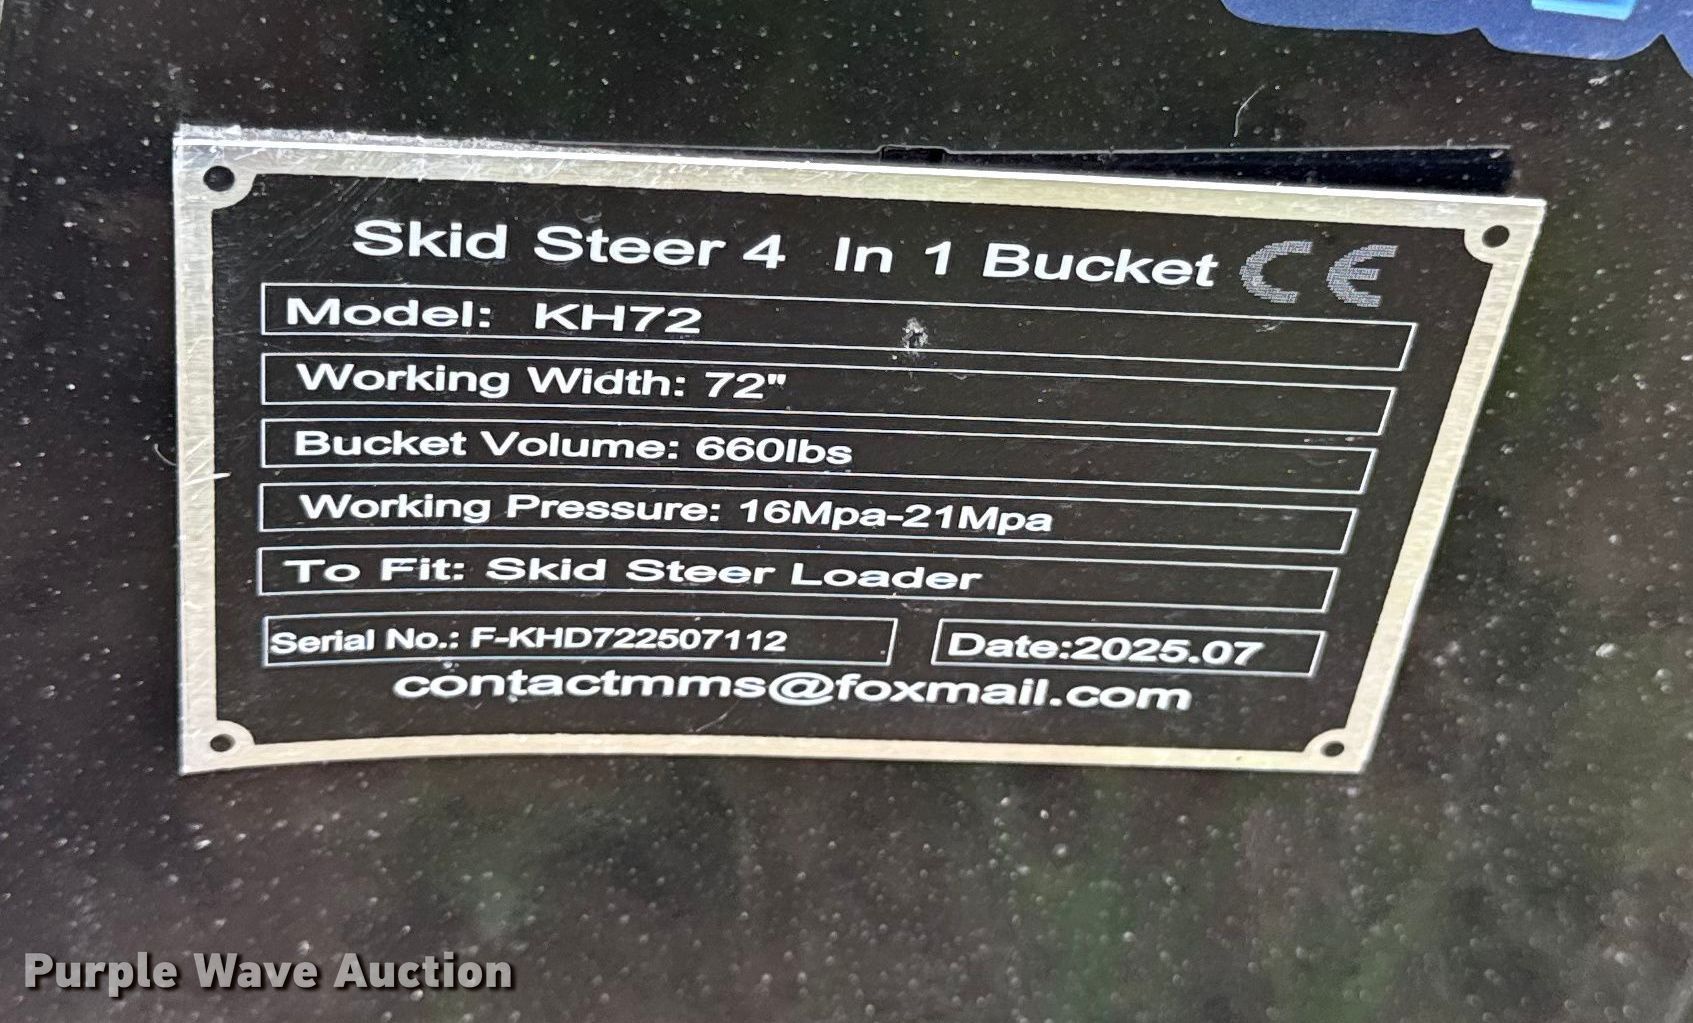 Skid Steer 4 In 1 Bucket CE
Model: KH72
Working Width: 72"
Bucket Volume: 660lbs
Working Pressure: 16Mpa-21Mpa
To Fit: Skid Steer Loader
Serial No.: F-KHD722507112
Date:2025.07
contactmms@foxmail.com
Purple Wave Auction